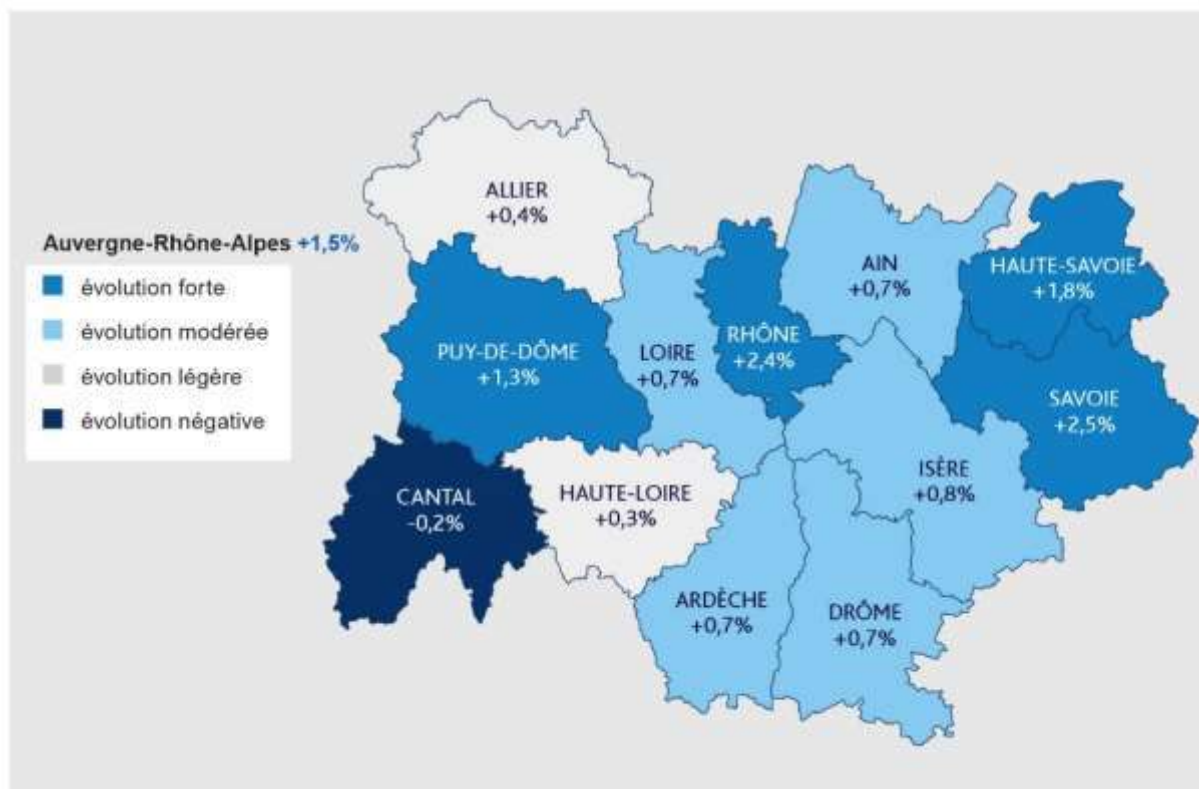 Auvergne-Rhône-Alpes +1,5%
évolution forte
évolution modérée
évolution légère
évolution négative
ALLIER
+0,4%
PUY-DE-DÔME
+1,3%
LOIRE
+0,7%
RHÔNE
+2,4%
AIN
+0,7%
HAUTE-SAVOIE
+1,8%
SAVOIE
+2,5%
ISÈRE
+0,8%
CANTAL
-0,2%
HAUTE-LOIRE
+0,3%
ARDÈCHE
+0,7%
DRÔME
+0,7%